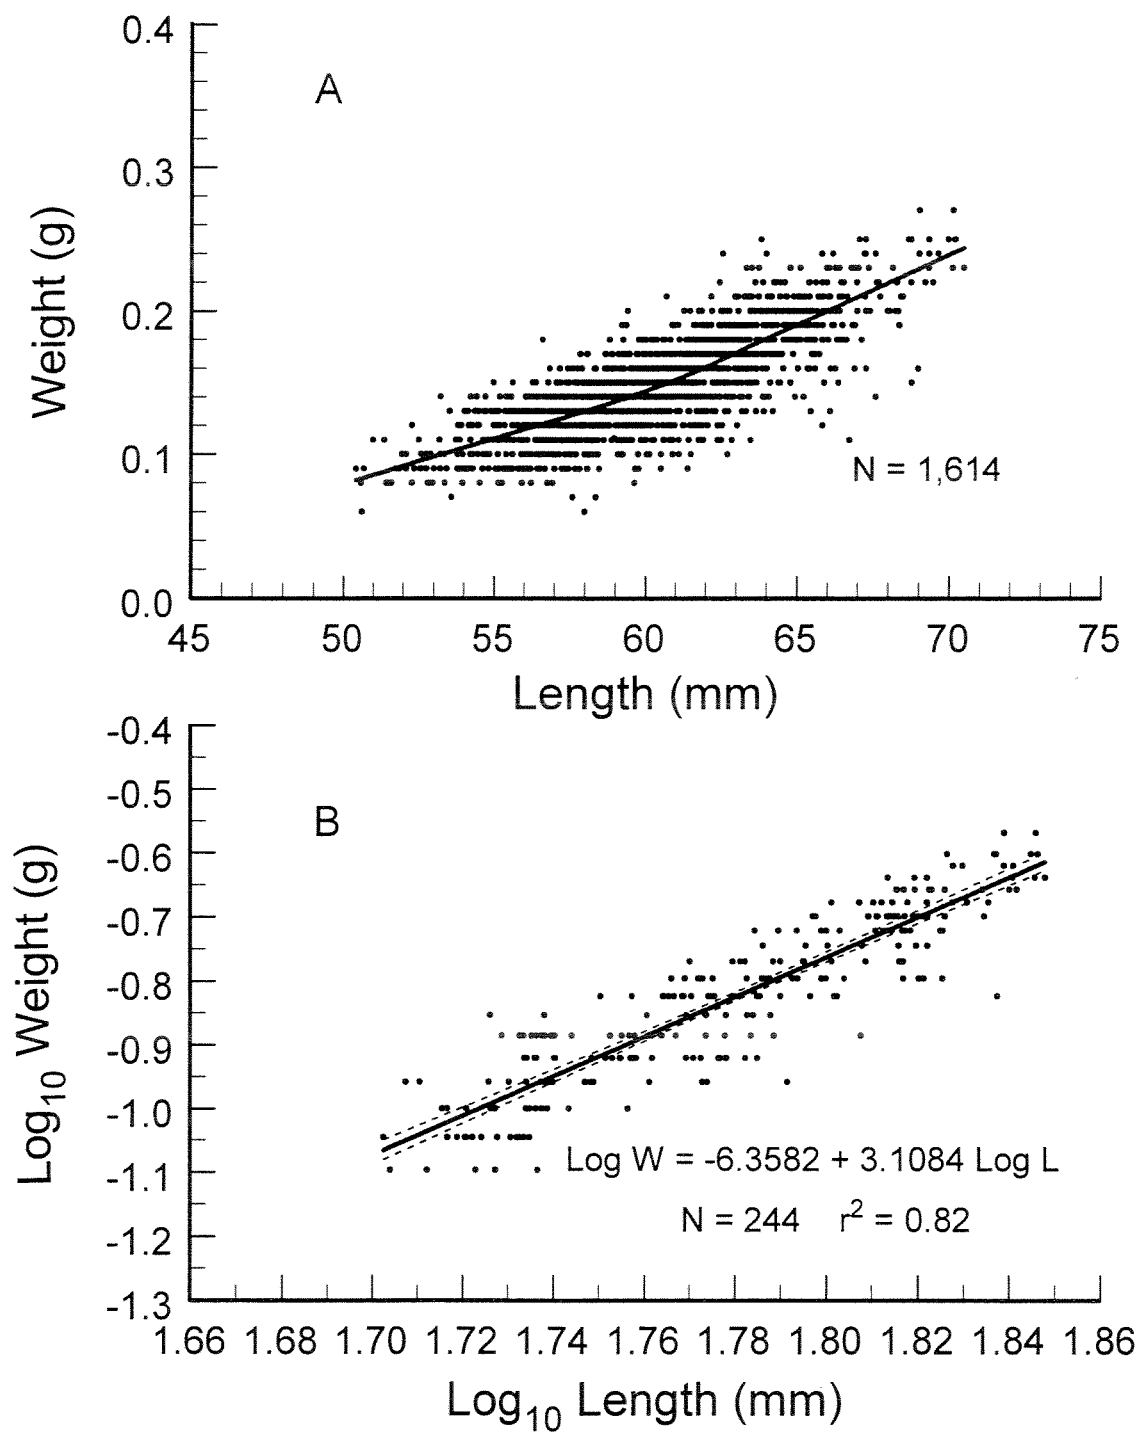 0.4
A
0.3
0.2
0.1
0.0
Weight (g)
N = 1,614
45 50 55 60 65 70 75
Length (mm)
-0.4
-0.5
B
-0.6
-0.7
-0.8
-0.9
-1.0
-1.1
-1.2
-1.3
Log10 Weight (g)
Log W = -6.3582 + 3.1084 Log L
N = 244 r2 = 0.82
1.66 1.68 1.70 1.72 1.74 1.76 1.78 1.80 1.82 1.84 1.86
Log10 Length (mm)